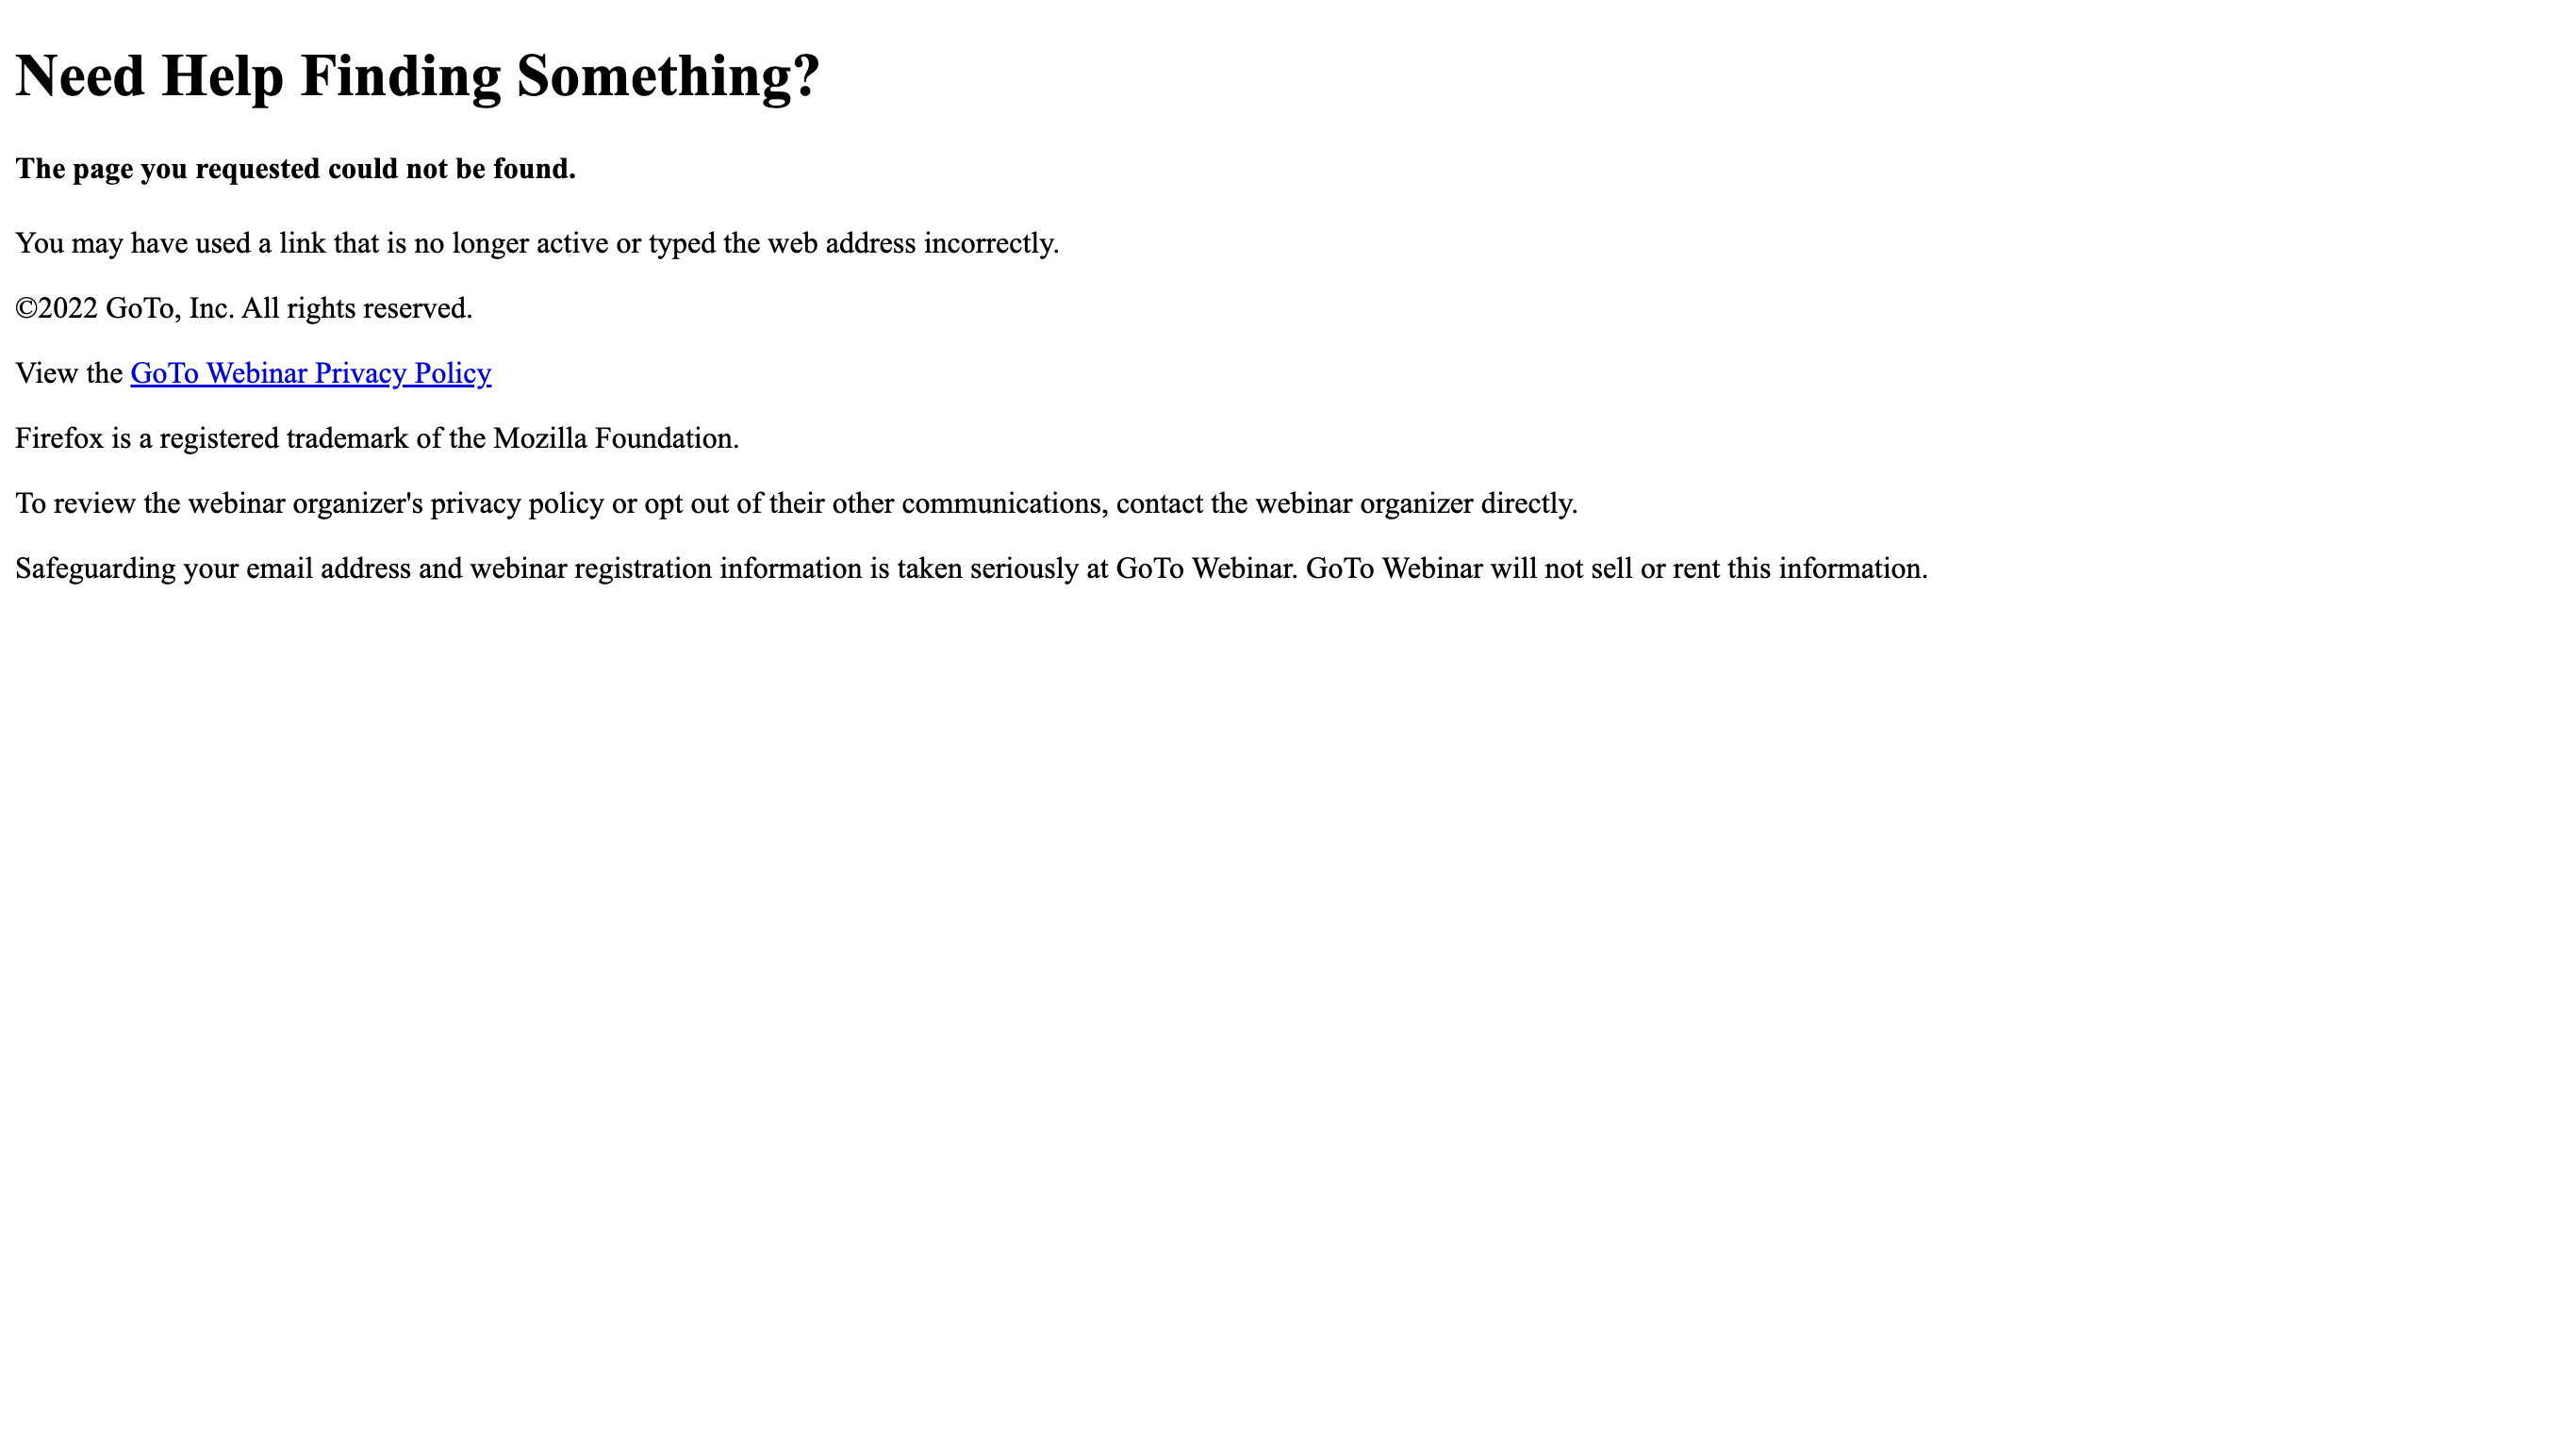 Need Help Finding Something?
The page you requested could not be found.
You may have used a link that is no longer active or typed the web address incorrectly.
©2022 GoTo, Inc. All rights reserved.
View the GoTo Webinar Privacy Policy
Firefox is a registered trademark of the Mozilla Foundation.
To review the webinar organizer's privacy policy or opt out of their other communications, contact the webinar organizer directly.
Safeguarding your email address and webinar registration information is taken seriously at GoTo Webinar. GoTo Webinar will not sell or rent this information.